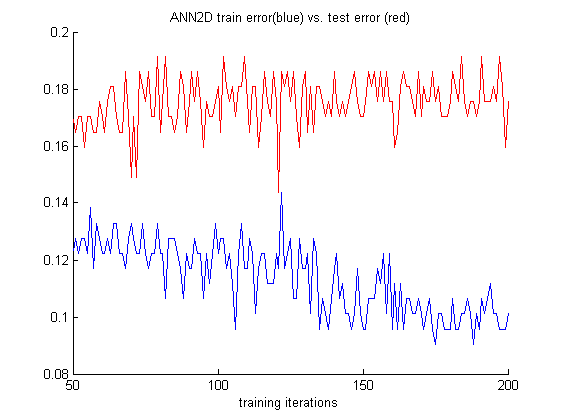 ANN2D train error(blue) vs. test error (red)
0.2
0.18
0.16
0.14
0.12
0.1
0.08
50 100 150 200
training iterations